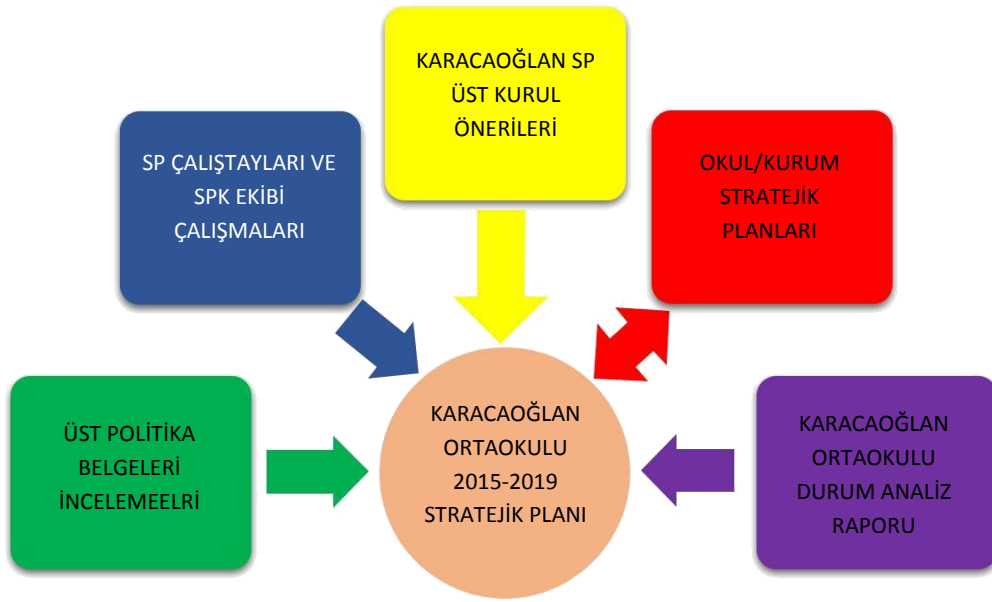 KARACAOĞLAN SP
ÜST KURUL
ÖNERİLERİ
SP ÇALIŞTAYLARI VE
SPK EKİBİ
ÇALIŞMALARI
OKUL/KURUM
STRATEJİK
PLANLARI
ÜST POLİTİKA
BELGELERİ
İNCELEMEELRİ
KARACAOĞLAN
ORTAOKULU
2015-2019
STRATEJİK PLANI
KARACAOĞLAN
ORTAOKULU
DURUM ANALİZ
RAPORU